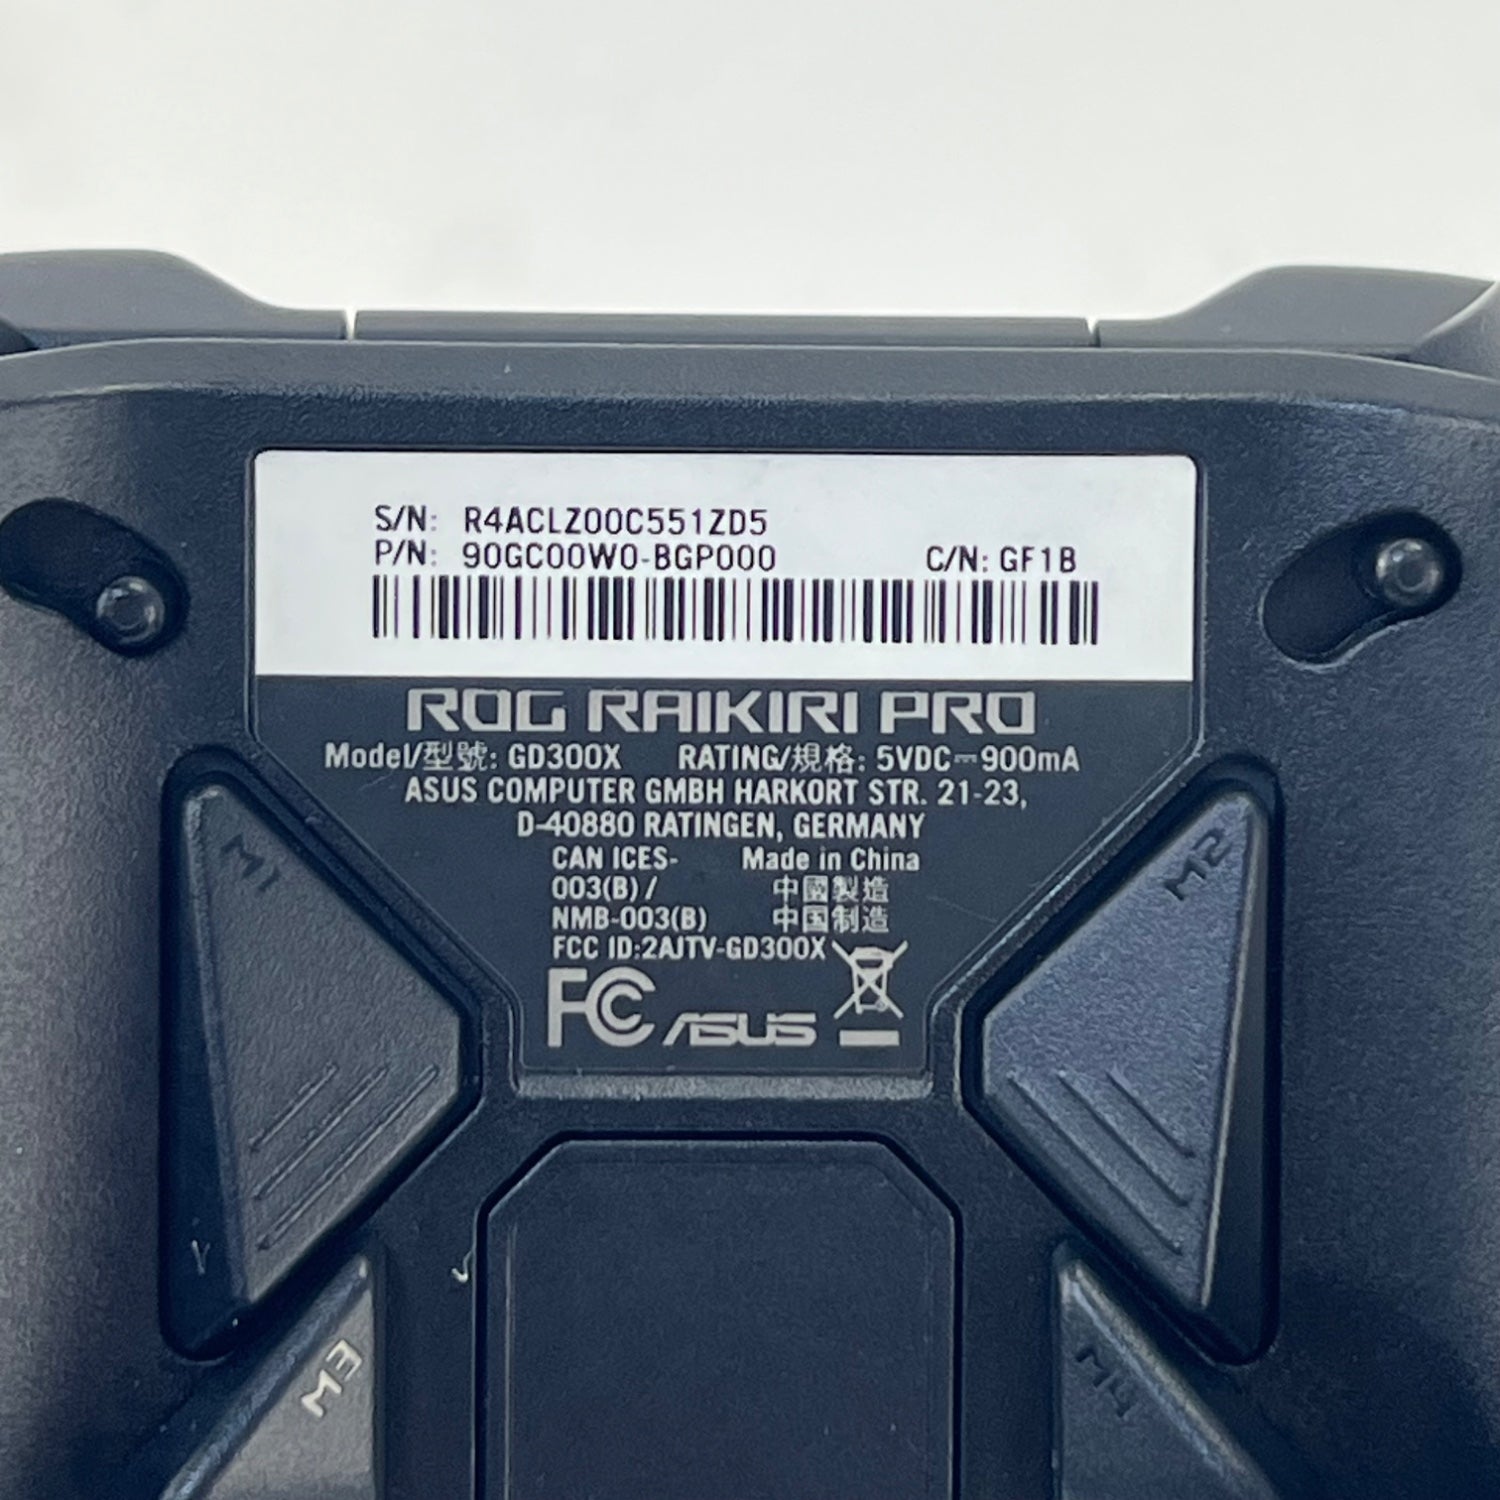 S/N: R4ACLZ00C551ZD5
P/N: 90GC00W0-BGP000 C/N: GF1B
ROG RAIKIRI PRO
Model/型號: GD300X RATING/規格: 5VDC⎓900mA
ASUS COMPUTER GMBH HARKORT STR. 21-23,
D-40880 RATINGEN, GERMANY
CAN ICES- Made in China
003(B) / 中國製造
NMB-003(B) 中国制造
FCC ID:2AJTV-GD300X
FC ASUS
M1
M2
M3
M4